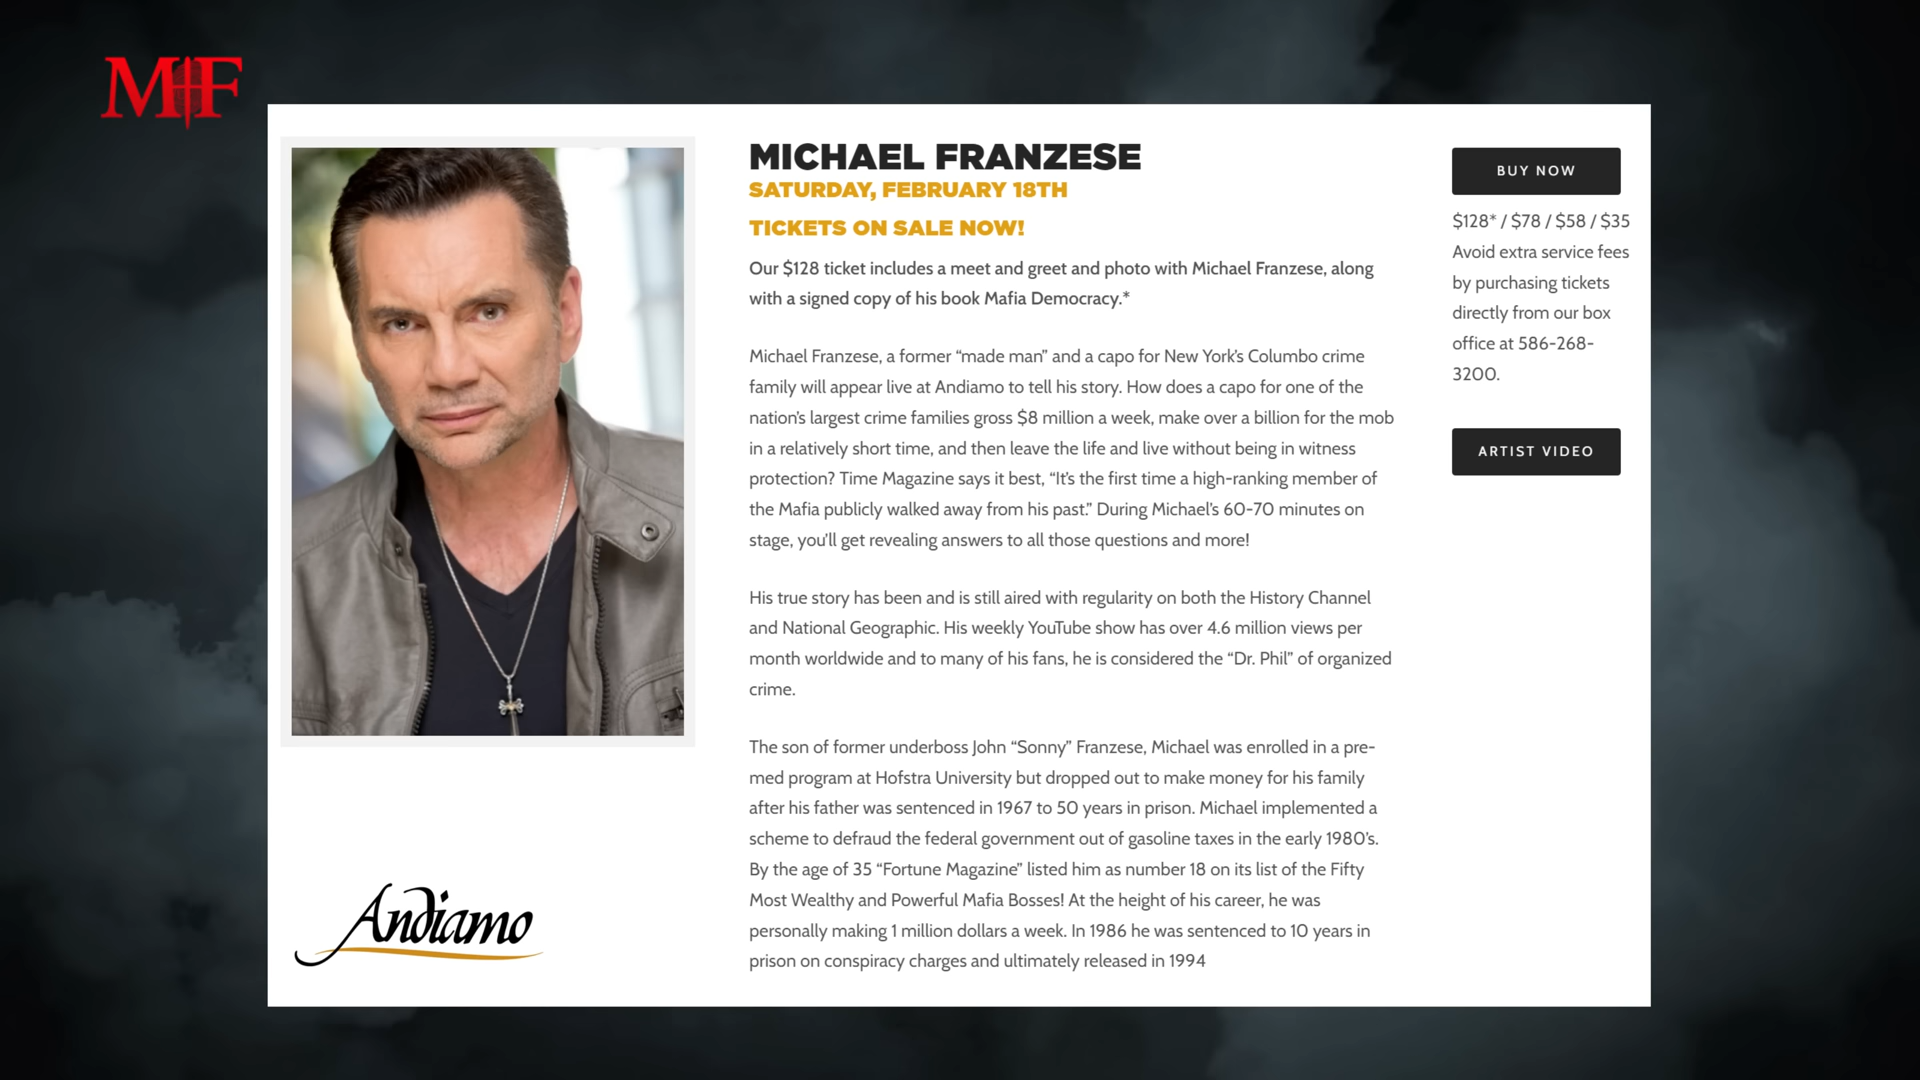 MF
MICHAEL FRANZESE
SATURDAY, FEBRUARY 18TH
TICKETS ON SALE NOW!
Our $128 ticket includes a meet and greet and photo with Michael Franzese, along
with a signed copy of his book Mafia Democracy.*
Michael Franzese, a former “made man” and a capo for New York's Columbo crime
family will appear live at Andiamo to tell his story. How does a capo for one of the
nation's largest crime families gross $8 million a week, make over a billion for the mob
in a relatively short time, and then leave the life and live without being in witness
protection? Time Magazine says it best, “It's the first time a high-ranking member of
the Mafia publicly walked away from his past.” During Michael's 60-70 minutes on
stage, you'll get revealing answers to all those questions and more!
His true story has been and is still aired with regularity on both the History Channel
and National Geographic. His weekly YouTube show has over 4.6 million views per
month worldwide and to many of his fans, he is considered the “Dr. Phil” of organized
crime.
The son of former underboss John “Sonny” Franzese, Michael was enrolled in a pre-
med program at Hofstra University but dropped out to make money for his family
after his father was sentenced in 1967 to 50 years in prison. Michael implemented a
scheme to defraud the federal government out of gasoline taxes in the early 1980's.
By the age of 35 “Fortune Magazine” listed him as number 18 on its list of the Fifty
Most Wealthy and Powerful Mafia Bosses! At the height of his career, he was
personally making 1 million dollars a week. In 1986 he was sentenced to 10 years in
prison on conspiracy charges and ultimately released in 1994
BUY NOW
$128* / $78 / $58 / $35
Avoid extra service fees
by purchasing tickets
directly from our box
office at 586-268-
3200.
ARTIST VIDEO
Andiamo